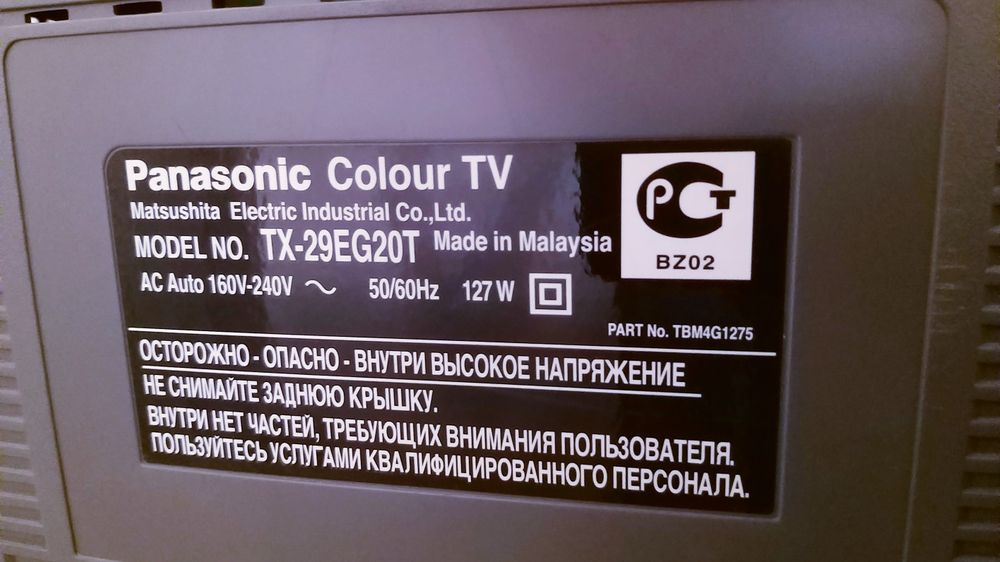 Panasonic Colour TV
Matsushita Electric Industrial Co.,Ltd.
MODEL NO. TX-29EG20T Made in Malaysia
AC Auto 160V-240V ~ 50/60Hz 127 W
РСТ
BZ02
PART No. TBM4G1275
ОСТОРОЖНО - ОПАСНО - ВНУТРИ ВЫСОКОЕ НАПРЯЖЕНИЕ
НЕ СНИМАЙТЕ ЗАДНЮЮ КРЫШКУ.
ВНУТРИ НЕТ ЧАСТЕЙ, ТРЕБУЮЩИХ ВНИМАНИЯ ПОЛЬЗОВАТЕЛЯ.
ПОЛЬЗУЙТЕСЬ УСЛУГАМИ КВАЛИФИЦИРОВАННОГО ПЕРСОНАЛА.